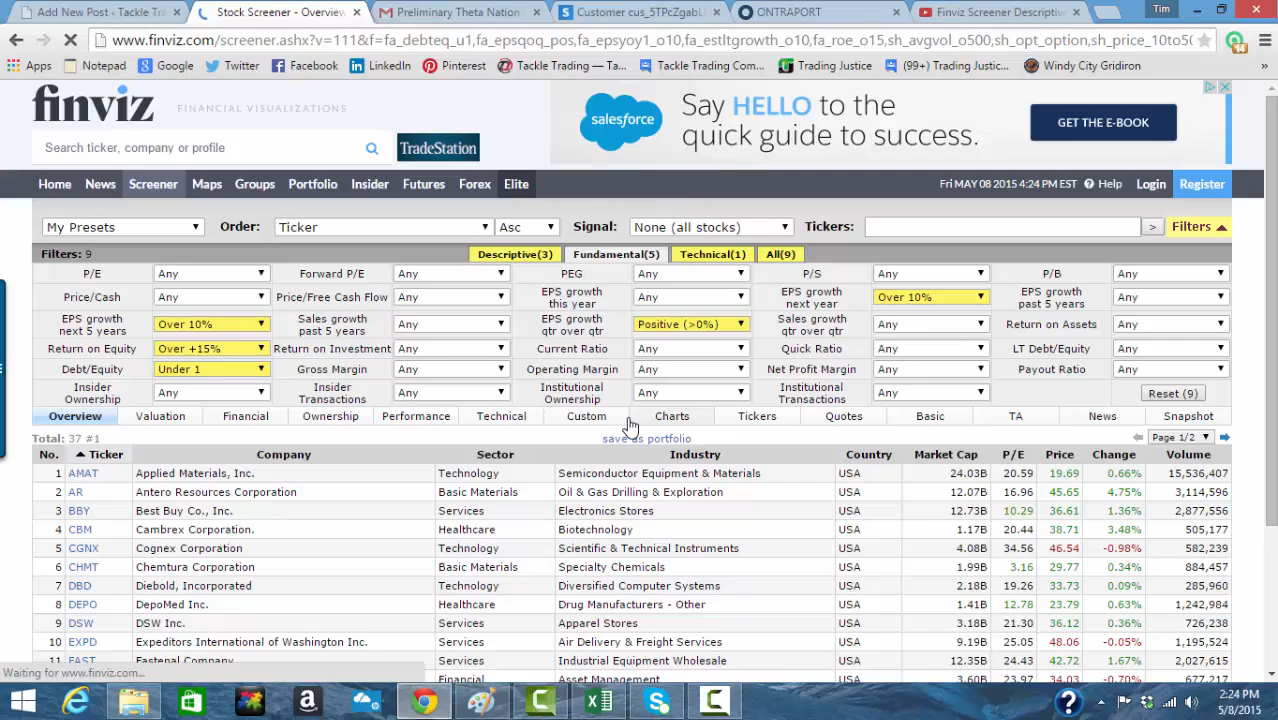 Add New Post ‹ Tackle Tra × Stock Screener - Overview × Preliminary Theta Nation × Customer cus_5TPcZgabL × ONTRAPORT × Finviz Screener Descriptiv × Tim
www.finviz.com/screener.ashx?v=111&f=fa_debteq_u1,fa_epsqoq_pos,fa_epsyoy1_o10,fa_estltgrowth_o10,fa_roe_o15,sh_avgvol_o500,sh_opt_option,sh_price_10to5 14
Apps Notepad Google Twitter Facebook LinkedIn Pinterest Tackle Trading — Ta... Tackle Trading Com... Trading Justice (99+) Trading Justic... Windy City Gridiron »
finviz FINANCIAL VISUALIZATIONS
Search ticker, company or profile TradeStation
salesforce Say HELLO to the quick guide to success. GET THE E-BOOK
Home News Screener Maps Groups Portfolio Insider Futures Forex Elite Fri MAY 08 2015 4:24 PM EST Help Login Register
My Presets Order: Ticker Asc Signal: None (all stocks) Tickers: > Filters
Filters: 9 Descriptive(3) Fundamental(5) Technical(1) All(9)
P/E Any Forward P/E Any PEG Any P/S Any P/B Any
Price/Cash Any Price/Free Cash Flow Any EPS growth this year Any EPS growth next year Over 10% EPS growth past 5 years Any
EPS growth next 5 years Over 10% Sales growth past 5 years Any EPS growth qtr over qtr Positive (>0%) Sales growth qtr over qtr Any Return on Assets Any
Return on Equity Over +15% Return on Investment Any Current Ratio Any Quick Ratio Any LT Debt/Equity Any
Debt/Equity Under 1 Gross Margin Any Operating Margin Any Net Profit Margin Any Payout Ratio Any
Insider Ownership Any Insider Transactions Any Institutional Ownership Any Institutional Transactions Any Reset (9)
Overview Valuation Financial Ownership Performance Technical Custom Charts Tickers Quotes Basic TA News Snapshot
Total: 37 #1 save as portfolio Page 1/2
No. Ticker Company Sector Industry Country Market Cap P/E Price Change Volume
1 AMAT Applied Materials, Inc. Technology Semiconductor Equipment & Materials USA 24.03B 20.59 19.69 0.66% 15,536,407
2 AR Antero Resources Corporation Basic Materials Oil & Gas Drilling & Exploration USA 12.07B 16.96 45.65 4.75% 3,114,596
3 BBY Best Buy Co., Inc. Services Electronics Stores USA 12.73B 10.29 36.61 1.36% 2,877,556
4 CBM Cambrex Corporation. Healthcare Biotechnology USA 1.17B 20.44 38.71 3.48% 505,177
5 CGNX Cognex Corporation Technology Scientific & Technical Instruments USA 4.08B 34.56 46.54 -0.98% 582,239
6 CHMT Chemtura Corporation Basic Materials Specialty Chemicals USA 1.99B 3.16 29.77 0.34% 884,457
7 DBD Diebold, Incorporated Technology Diversified Computer Systems USA 2.18B 19.26 33.73 0.09% 285,960
8 DEPO DepoMed Inc. Healthcare Drug Manufacturers - Other USA 1.41B 12.78 23.79 0.63% 1,242,984
9 DSW DSW Inc. Services Apparel Stores USA 3.18B 21.30 36.12 0.36% 726,238
10 EXPD Expeditors International of Washington Inc. Services Air Delivery & Freight Services USA 9.19B 25.05 48.06 -0.05% 1,195,524
11 FAST Fastenal Company Services Industrial Equipment Wholesale USA 12.35B 24.43 42.72 1.67% 2,027,615
Financial Asset Management USA 3.60B 23.97 34.03 -0.70% 677,217
Waiting for www.finviz.com...
2:24 PM
5/8/2015